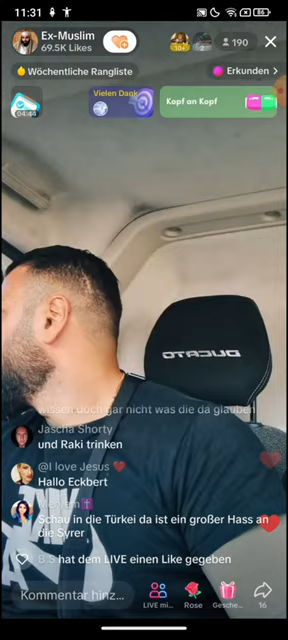 11:31
86
Ex-Muslim
69.5K Likes
10+
190
Wöchentliche Rangliste
Erkunden >
04:44
Vielen Dank
Kopf an Kopf
DUCATO
wissen doch gar nicht was die da glauben
Jascha Shorty
und Raki trinken
@I love Jesus
Hallo Eckbert
Schau in die Türkei da ist ein großer Hass an
die Syrer
B.S hat dem LIVE einen Like gegeben
Kommentar hinz...
LIVE mi...
Rose
Gesche...
16